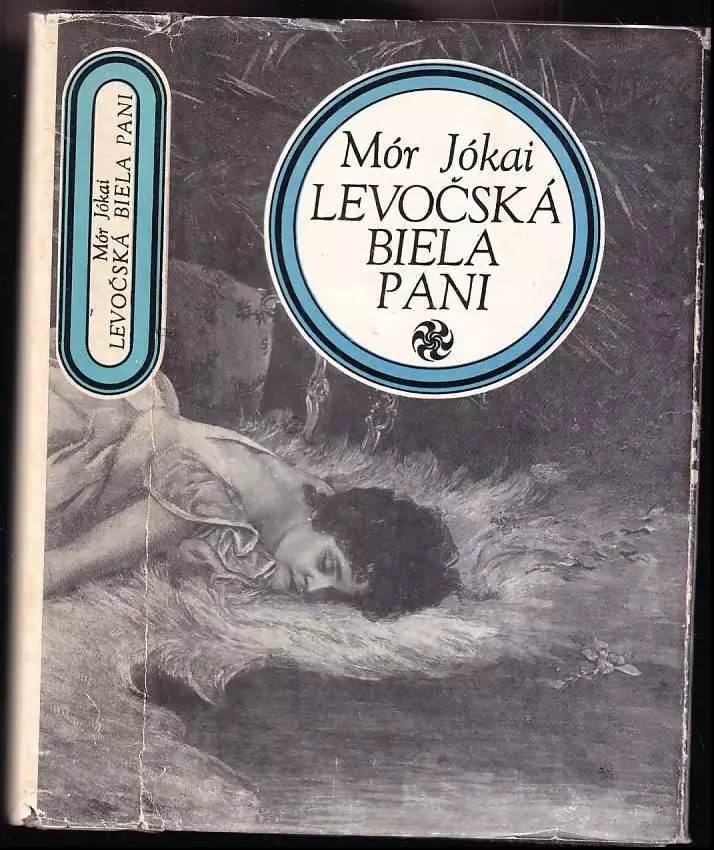 Mór Jókai
LEVOČSKÁ BIELA PANI
Mór Jókai
LEVOČSKÁ
BIELA
PANI